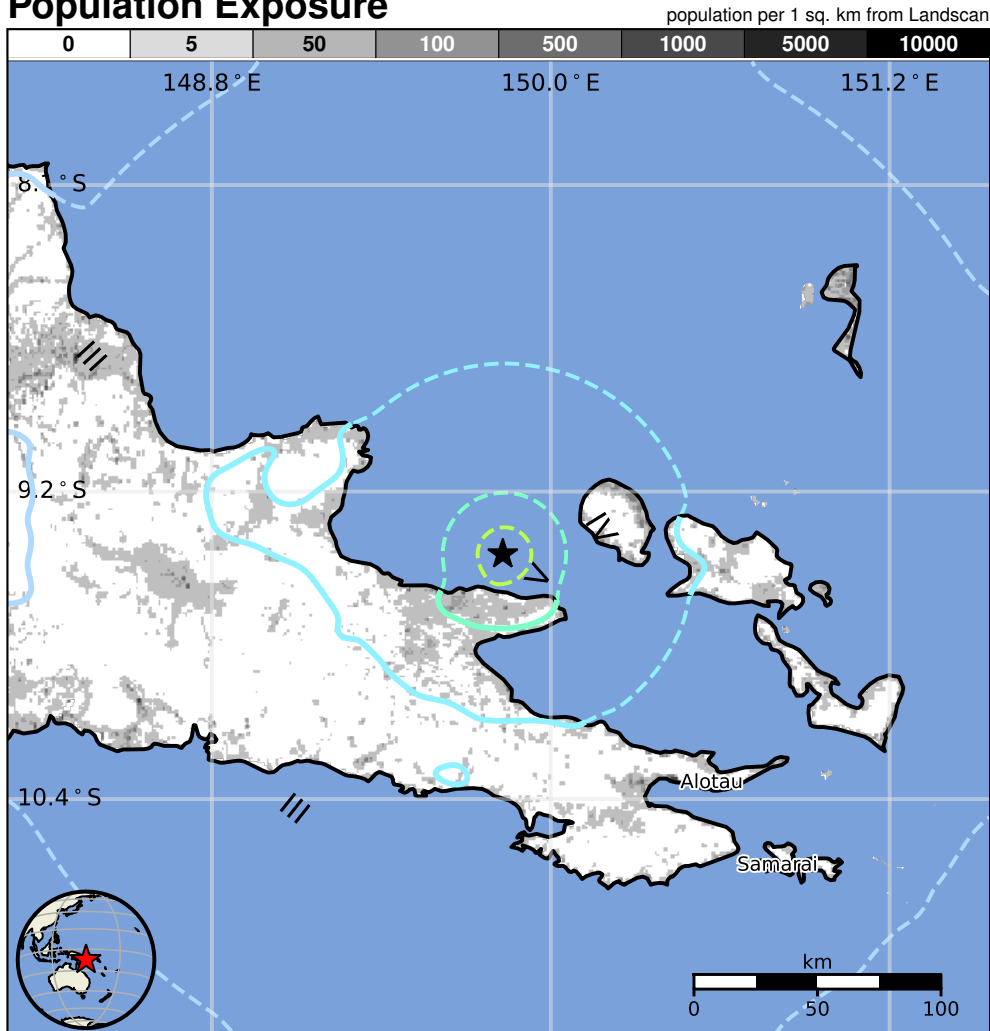 Population Exposure
population per 1 sq. km from Landscan
0 5 50 100 500 1000 5000 10000
148.8°E 150.0°E 151.2°E
9.2°S
10.4°S
Alotau
Samarai
km
0 50 100